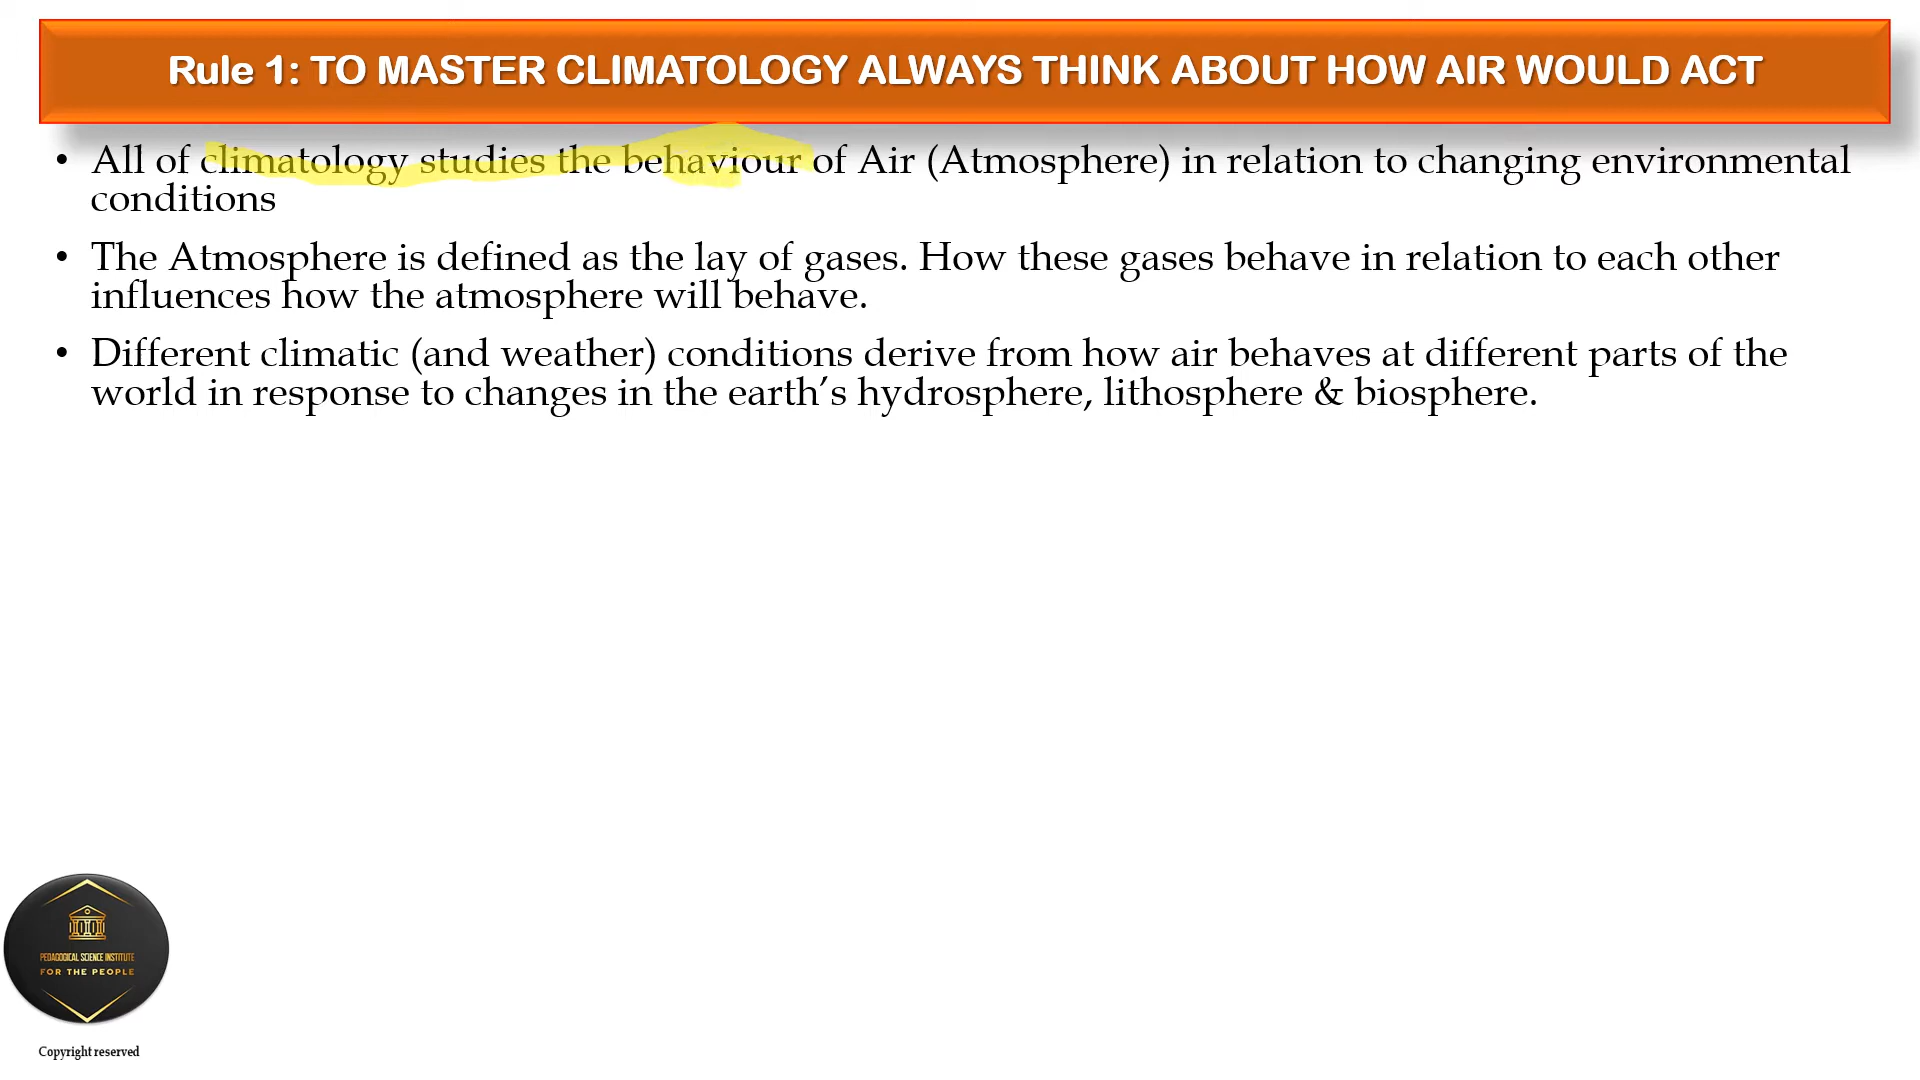 Rule 1: TO MASTER CLIMATOLOGY ALWAYS THINK ABOUT HOW AIR WOULD ACT
• All of climatology studies the behaviour of Air (Atmosphere) in relation to changing environmental
conditions
• The Atmosphere is defined as the lay of gases. How these gases behave in relation to each other
influences how the atmosphere will behave.
• Different climatic (and weather) conditions derive from how air behaves at different parts of the
world in response to changes in the earth’s hydrosphere, lithosphere & biosphere.
PEDAGOGICAL SCIENCE INSTITUTE
FOR THE PEOPLE
Copyright reserved